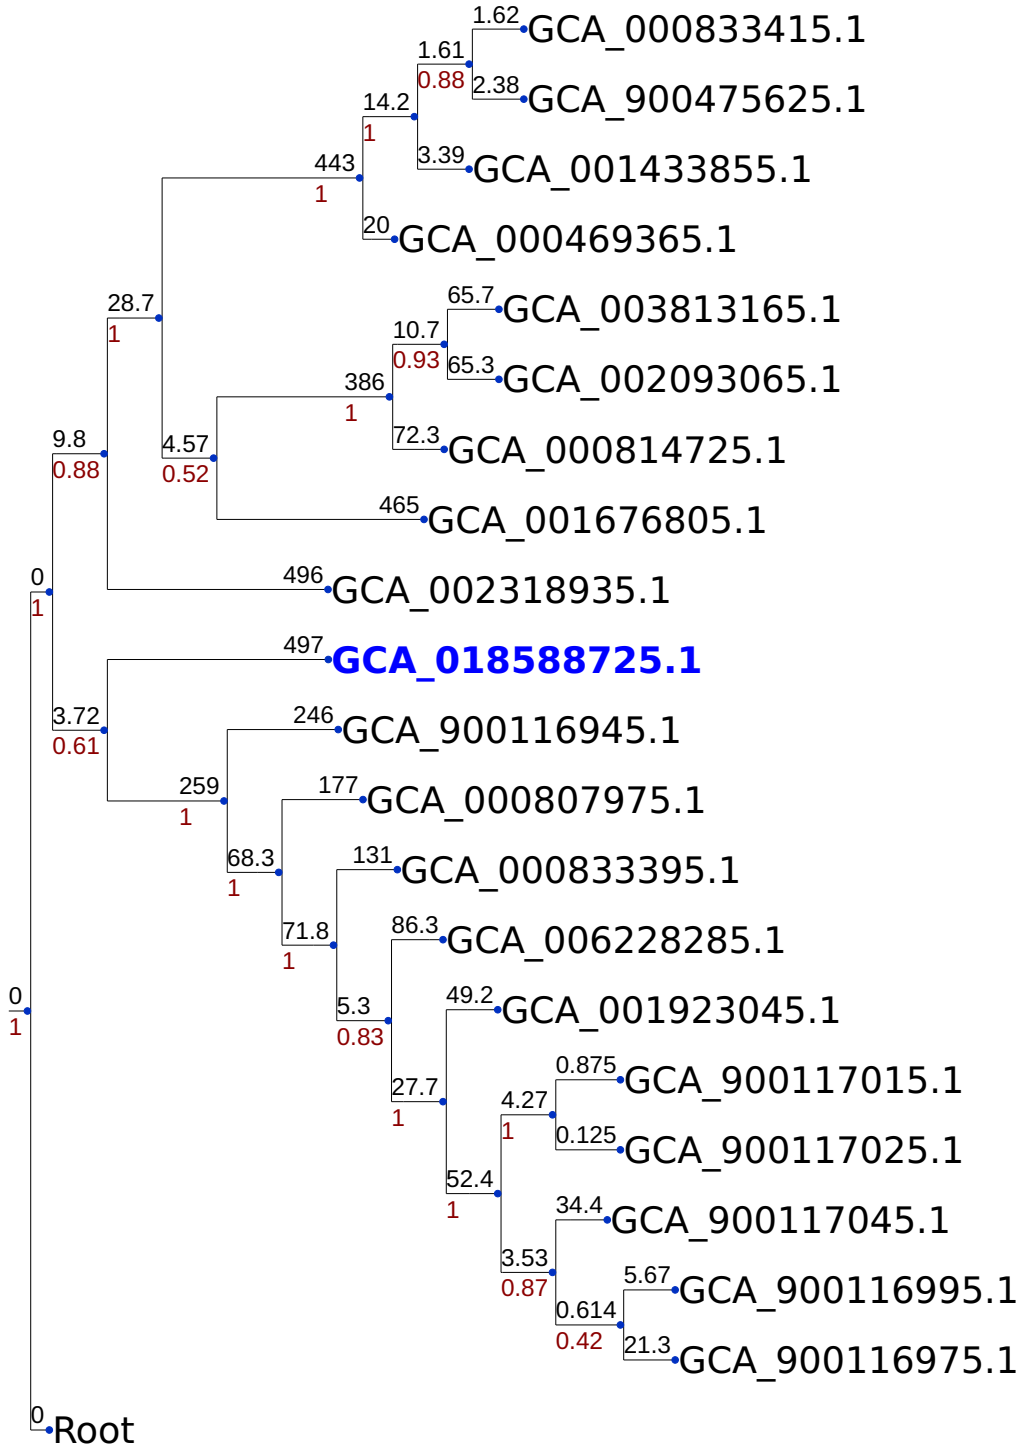 1.62
GCA_000833415.1
1.61
0.88
2.38
GCA_900475625.1
14.2
1
3.39
GCA_001433855.1
443
1
20
GCA_000469365.1
28.7
1
65.7
GCA_003813165.1
10.7
0.93
65.3
GCA_002093065.1
386
1
72.3
GCA_000814725.1
4.57
0.52
465
GCA_001676805.1
9.8
0.88
496
GCA_002318935.1
0
1
497
GCA_018588725.1
3.72
0.61
246
GCA_900116945.1
259
1
177
GCA_000807975.1
68.3
1
131
GCA_000833395.1
71.8
1
86.3
GCA_006228285.1
5.3
0.83
49.2
GCA_001923045.1
0
1
27.7
1
0.875
GCA_900117015.1
4.27
1
0.125
GCA_900117025.1
52.4
1
34.4
GCA_900117045.1
3.53
0.87
5.67
GCA_900116995.1
0.614
0.42
21.3
GCA_900116975.1
0
Root